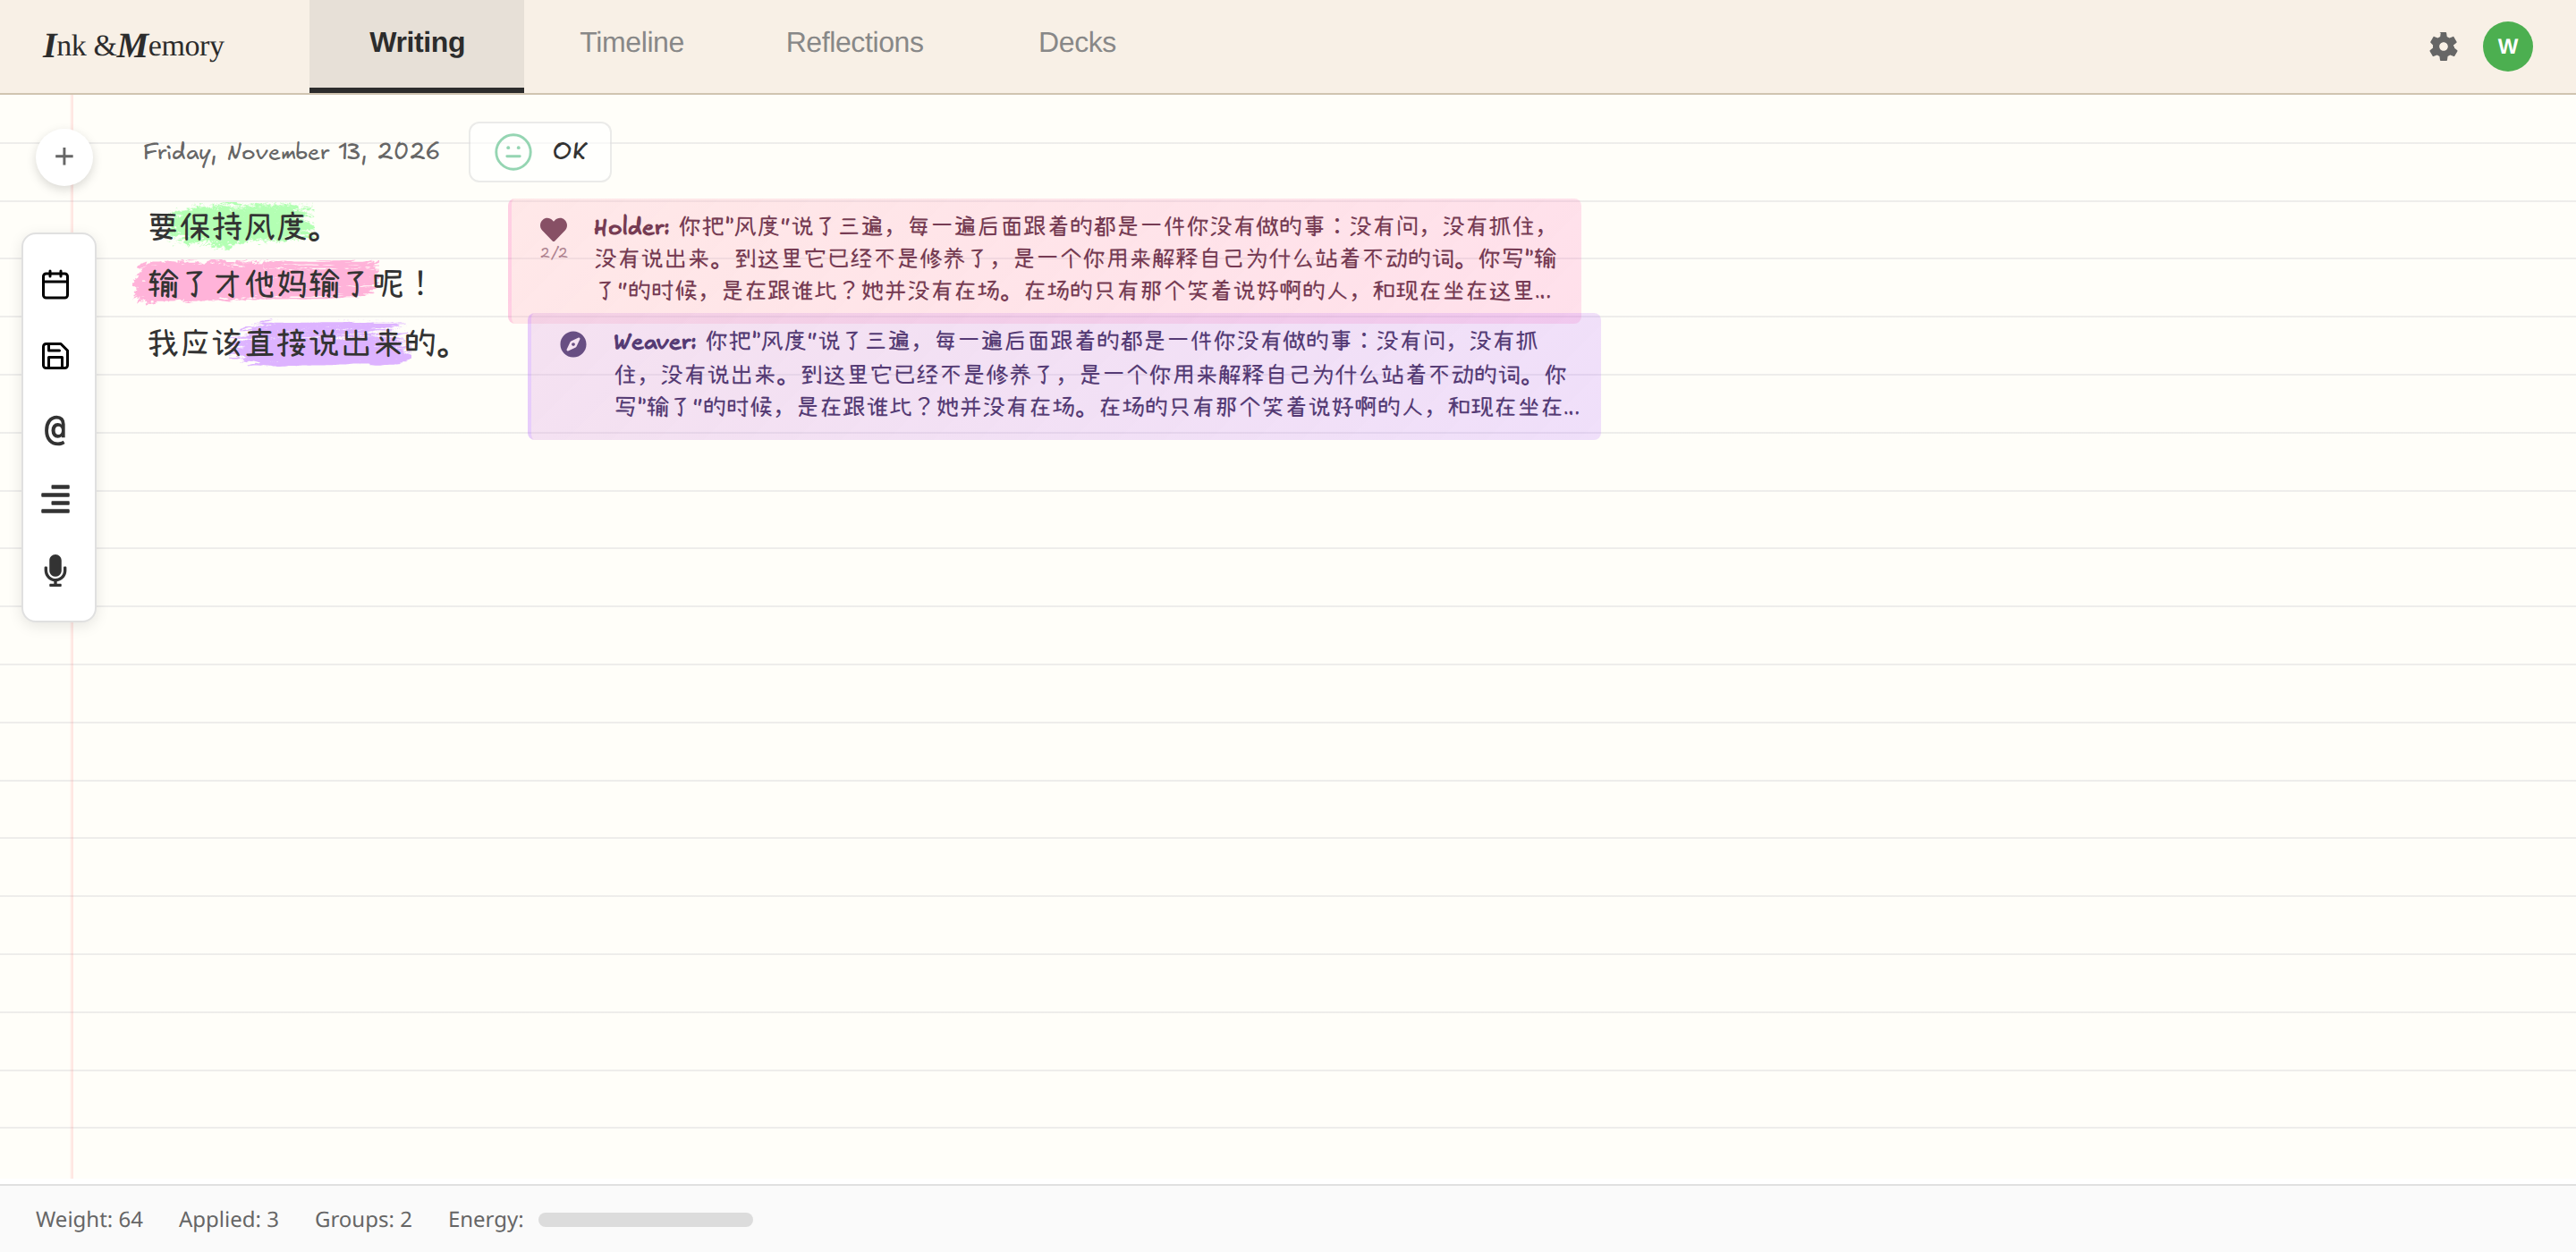 Ink & Memory
Writing
Timeline
Reflections
Decks
W
Friday, November 13, 2026
OK
要保持风度。
输了才他妈输了呢！
我应该直接说出来的。
2/2
Holder: 你把"风度"说了三遍，每一遍后面跟着的都是一件你没有做的事：没有问，没有抓住，
没有说出来。到这里它已经不是修养了，是一个你用来解释自己为什么站着不动的词。你写"输
了"的时候，是在跟谁比？她并没有在场。在场的只有那个笑着说好啊的人，和现在坐在这里...
Weaver: 你把"风度"说了三遍，每一遍后面跟着的都是一件你没有做的事：没有问，没有抓
住，没有说出来。到这里它已经不是修养了，是一个你用来解释自己为什么站着不动的词。你
写"输了"的时候，是在跟谁比？她并没有在场。在场的只有那个笑着说好啊的人，和现在坐在...
Weight: 64
Applied: 3
Groups: 2
Energy: